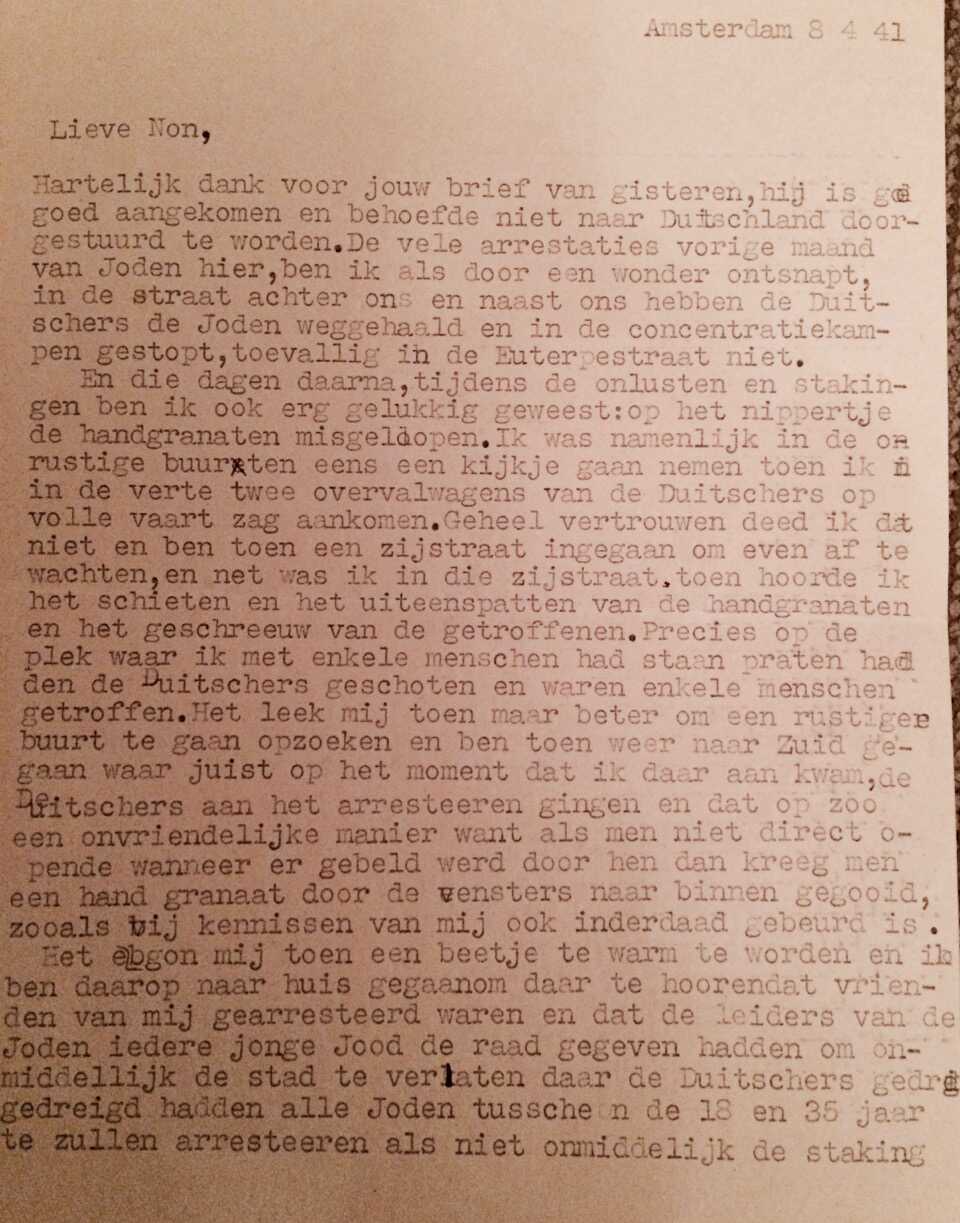 Amsterdam 8 4 41
Lieve Non,
Hartelijk dank voor jouw brief van gisteren,hij is god
goed aangekomen en behoefde niet naar Duitschland door-
gestuurd te worden.De vele arrestaties vorige maand
van Joden hier,ben ik als door een wonder ontsnapt,
in de straat achter ons en naast ons hebben de Duit-
schers de Joden weggehaald en in de concentratiekam-
pen gestopt,toevallig in de Euterpestraat niet.
En die dagen daarna,tijdens de onlusten en stakin-
gen ben ik ook erg gelukkig geweest:op het nippertje
de handgranaten misgeloopen.Ik was namenlijk in de on
rustige buurten eens een kijkje gaan nemen toen ik
in de verte twee overvalwagens van de Duitschers op
volle vaart zag aankomen.Geheel vertrouwen deed ik dat
niet en ben toen een zijstraat ingegaan om even af te
wachten,en net was ik in die zijstraat,toen hoorde ik
het schieten en het uiteenspatten van de handgranaten
en het geschreeuw van de getroffenen.Precies op de
plek waar ik met enkele menschen had staan praten had
den de Duitschers geschoten en waren enkele menschen
getroffen.Het leek mij toen maar beter om een rustiger
buurt te gaan opzoeken en ben toen weer naar Zuid ge-
gaan waar juist op het moment dat ik daar aan kwam,de
Duitschers aan het arresteeren gingen en dat op zoo
een onvriendelijke manier want als men niet direct o-
pende wanneer er gebeld werd door hen dan kreeg men
een hand granaat door de vensters naar binnen gegooid,
zooals bij kennissen van mij ook inderdaad gebeurd is.
Het begon mij toen een beetje te warm te worden en ik
ben daarop naar huis gegaanom daar te hoorendat vrien-
den van mij gearresteerd waren en dat de leiders van de
Joden iedere jonge Jood de raad gegeven hadden om on-
middellijk de stad te verlaten daar de Duitschers gedre
gedreigd hadden alle Joden tussche n de 18 en 35 jaar
te zullen arresteeren als niet onmiddelijk de staking